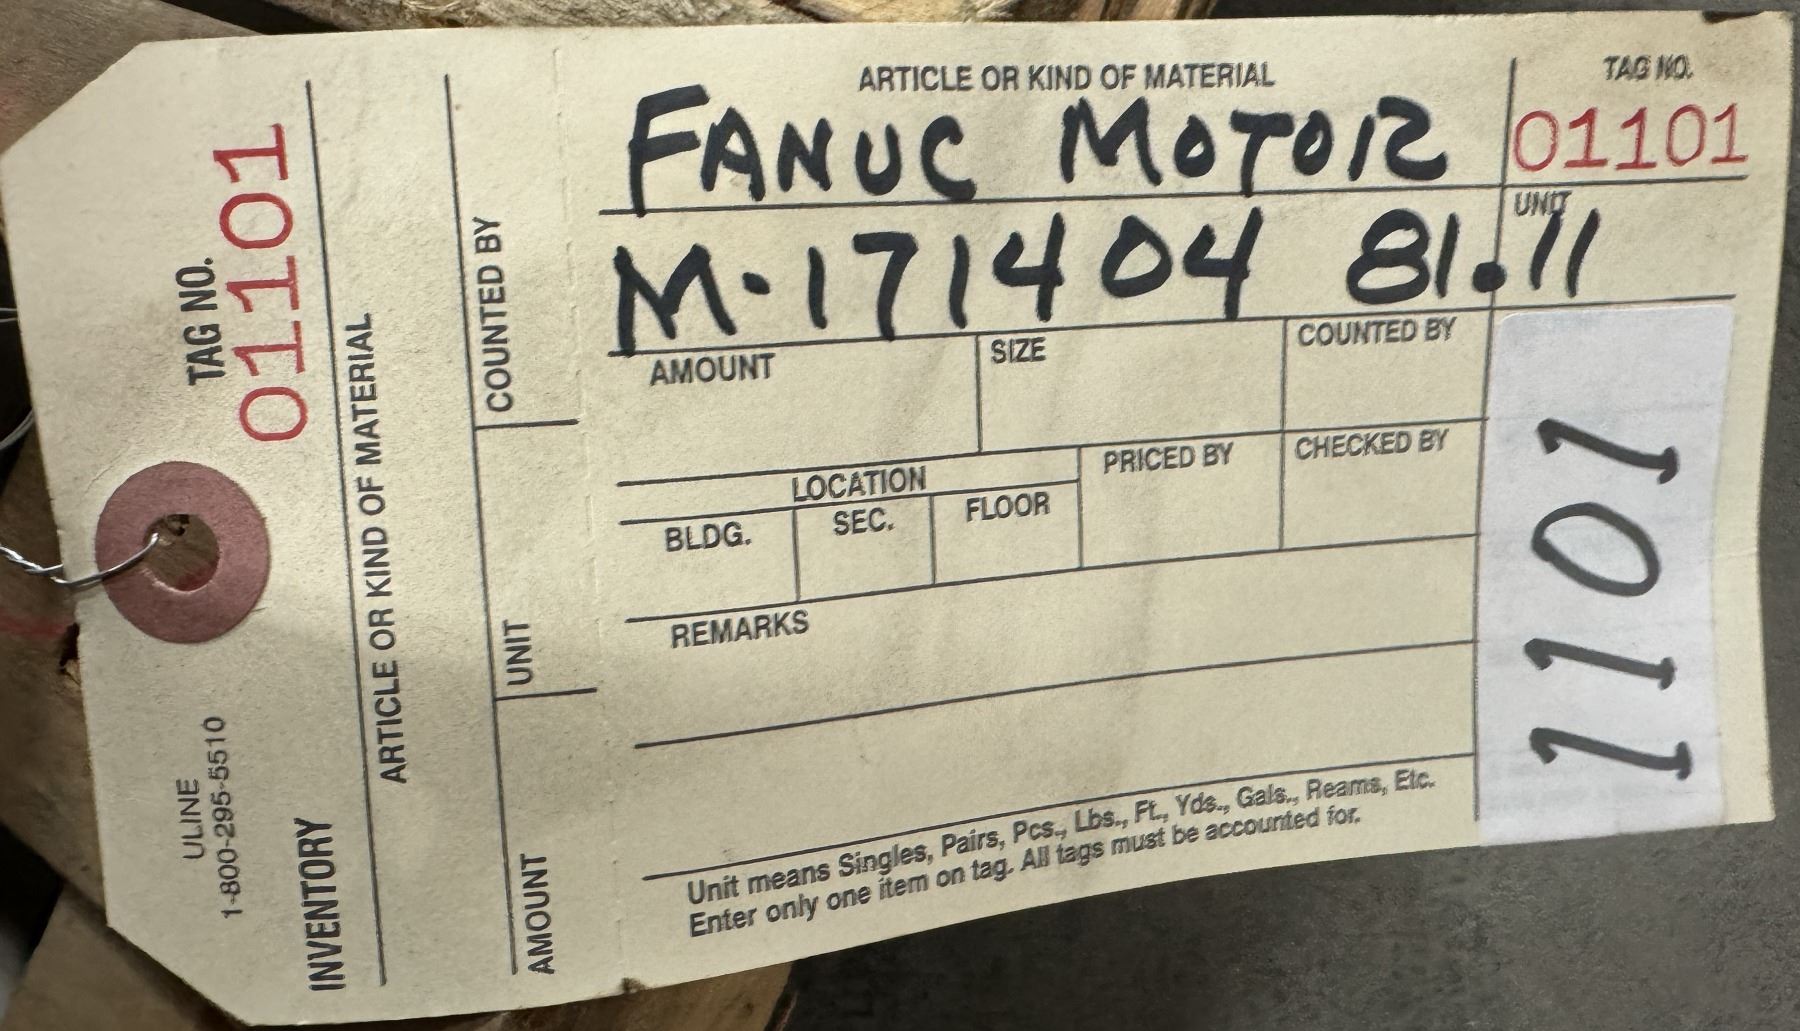 TAG NO.
01101
ULINE
1-800-295-5510
INVENTORY
ARTICLE OR KIND OF MATERIAL
COUNTED BY
UNIT
AMOUNT
ARTICLE OR KIND OF MATERIAL
FANUC MOTOR
TAG NO.
01101
M-171404 81.11
UNIT
AMOUNT
SIZE
COUNTED BY
LOCATION
PRICED BY
CHECKED BY
BLDG.
SEC.
FLOOR
REMARKS
1101
Unit means Singles, Pairs, Pcs., Lbs., Ft., Yds., Gals., Reams, Etc.
Enter only one item on tag. All tags must be accounted for.